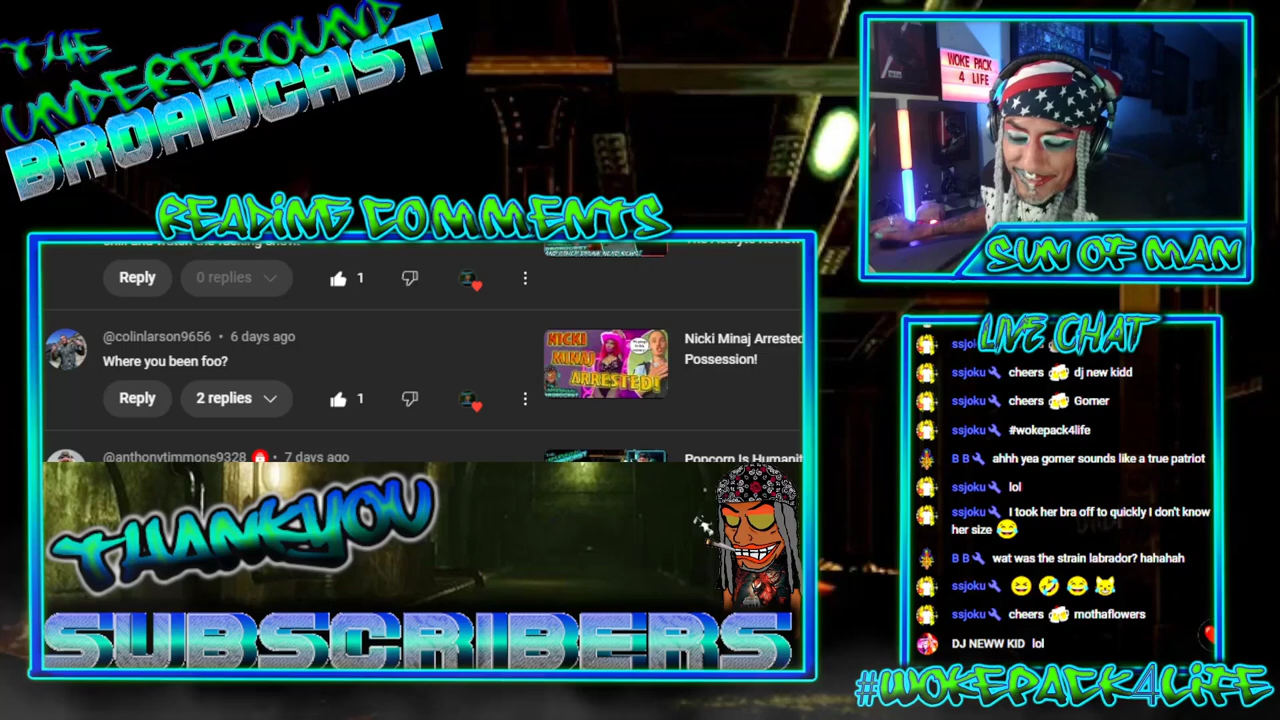 THE
UNDERGROUND
BROADCAST
READING COMMENTS
Reply
0 replies
1
@colinlarson9656 • 6 days ago
Where you been foo?
Reply
2 replies
1
NICKI
MINAJ
ARRESTED!
Nicki Minaj Arrested
Possession!
@anthonytimmons9328 • 7 days ago
Popcorn Is Humanit
THANKYOU
SUBSCRIBERS
WOKE PACK
4 LIFE
SUN OF MAN
LIVE CHAT
ssjoku cheers 🍻 dj new kidd
ssjoku cheers 🍻 Gorner
ssjoku #wokepack4life
B B ahhh yea gorner sounds like a true patriot
ssjoku lol
ssjoku I took her bra off to quickly I don't know
her size 😂
B B wat was the strain labrador? hahahah
ssjoku 😆 🤣 😂 😹
ssjoku cheers 🍻 mothaflowers
DJ NEWW KID lol
#WOKEPACK4LIFE